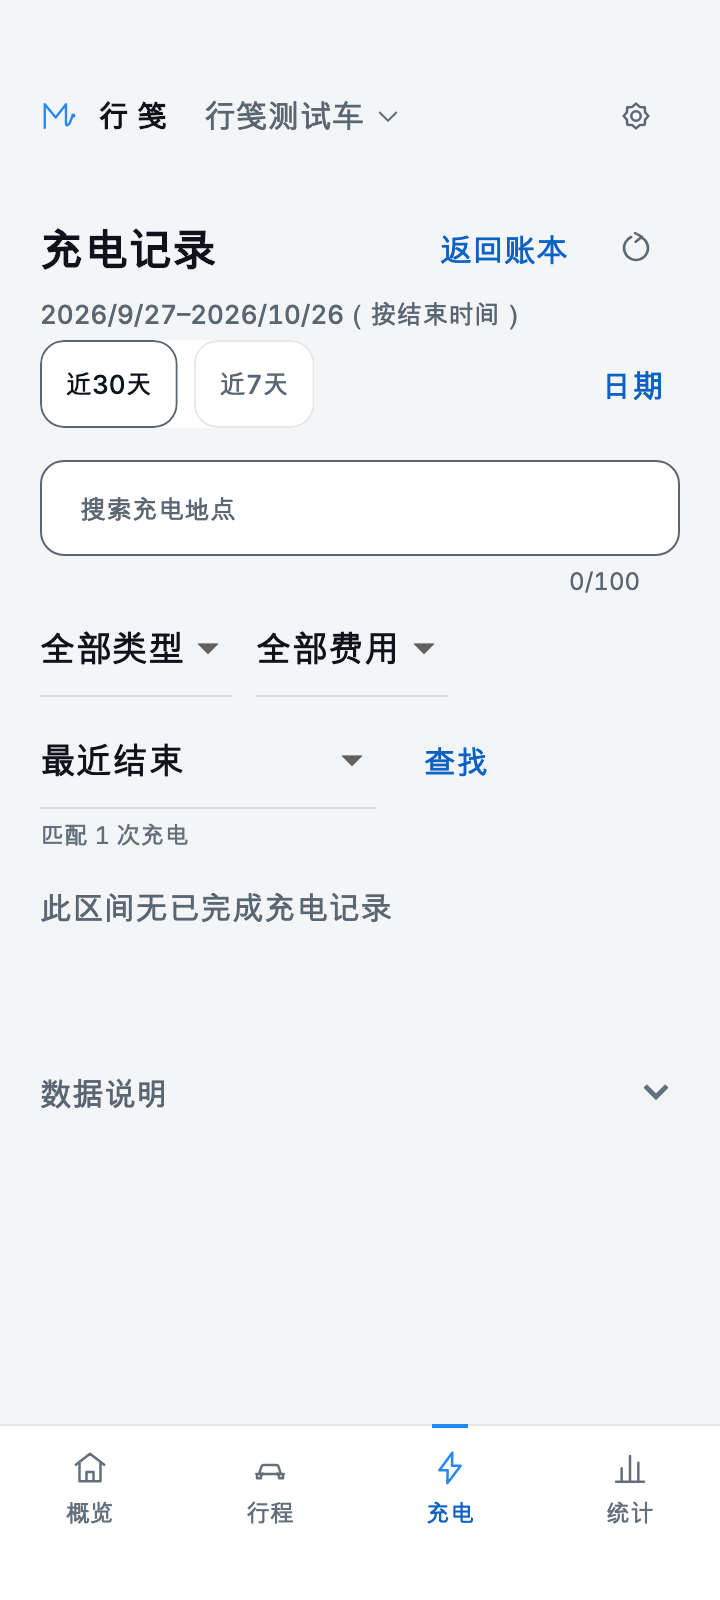 行笺 行笺测试车
充电记录 返回账本
2026/9/27–2026/10/26（按结束时间）
近30天 近7天 日期
搜索充电地点
0/100
全部类型 全部费用
最近结束 查找
匹配 1 次充电
此区间无已完成充电记录
数据说明
概览 行程 充电 统计